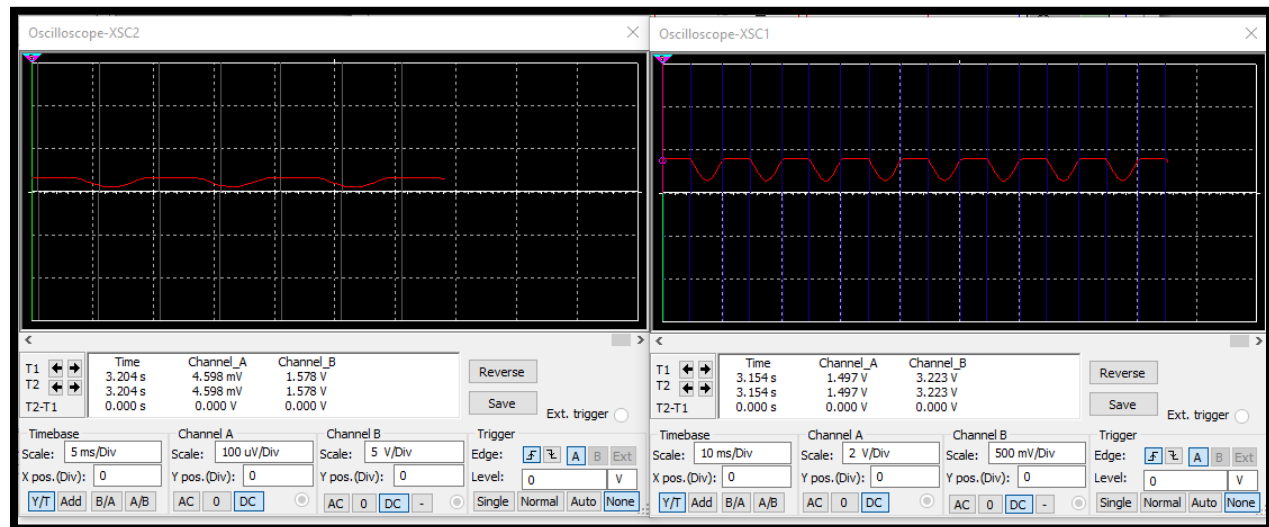 Oscilloscope-XSC2
Time Channel_A Channel_B
T1 3.204 s 4.598 mV 1.578 V
T2 3.204 s 4.598 mV 1.578 V
T2-T1 0.000 s 0.000 V 0.000 V
Reverse
Save
Ext. trigger
Timebase Channel A Channel B Trigger
Scale: 5 ms/Div Scale: 100 uV/Div Scale: 5 V/Div Edge: A B Ext
X pos.(Div): 0 Y pos.(Div): 0 Y pos.(Div): 0 Level: 0 V
Y/T Add B/A A/B AC 0 DC AC 0 DC - Single Normal Auto None
Oscilloscope-XSC1
Time Channel_A Channel_B
T1 3.154 s 1.497 V 3.223 V
T2 3.154 s 1.497 V 3.223 V
T2-T1 0.000 s 0.000 V 0.000 V
Reverse
Save
Ext. trigger
Timebase Channel A Channel B Trigger
Scale: 10 ms/Div Scale: 2 V/Div Scale: 500 mV/Div Edge: A B Ext
X pos.(Div): 0 Y pos.(Div): 0 Y pos.(Div): 0 Level: 0 V
Y/T Add B/A A/B AC 0 DC AC 0 DC - Single Normal Auto None